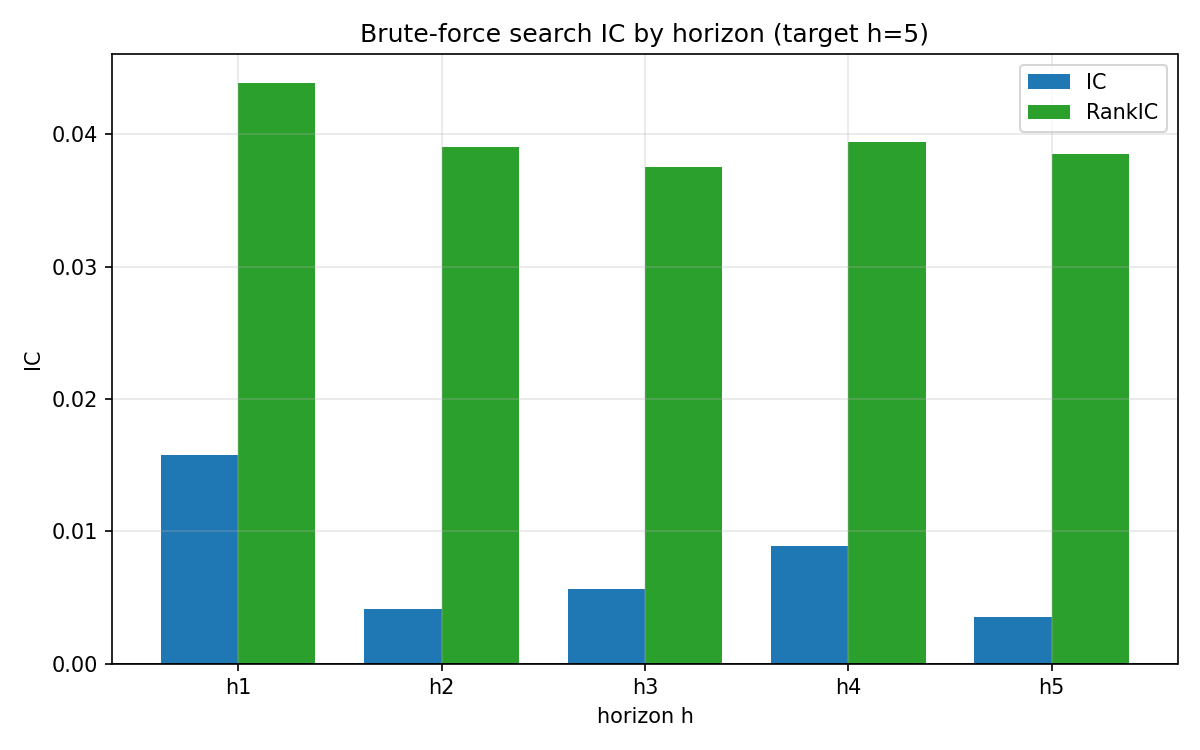 Brute-force search IC by horizon (target h=5)
IC
RankIC
IC
0.04
0.03
0.02
0.01
0.00
h1
h2
h3
h4
h5
horizon h